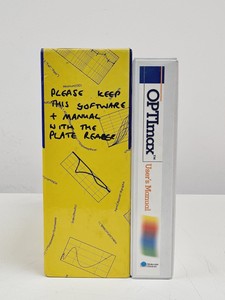 PLEASE KEEP
THIS SOFTWARE
+ MANUAL
WITH THE
PLATE READER
OPTImax
User's Manual